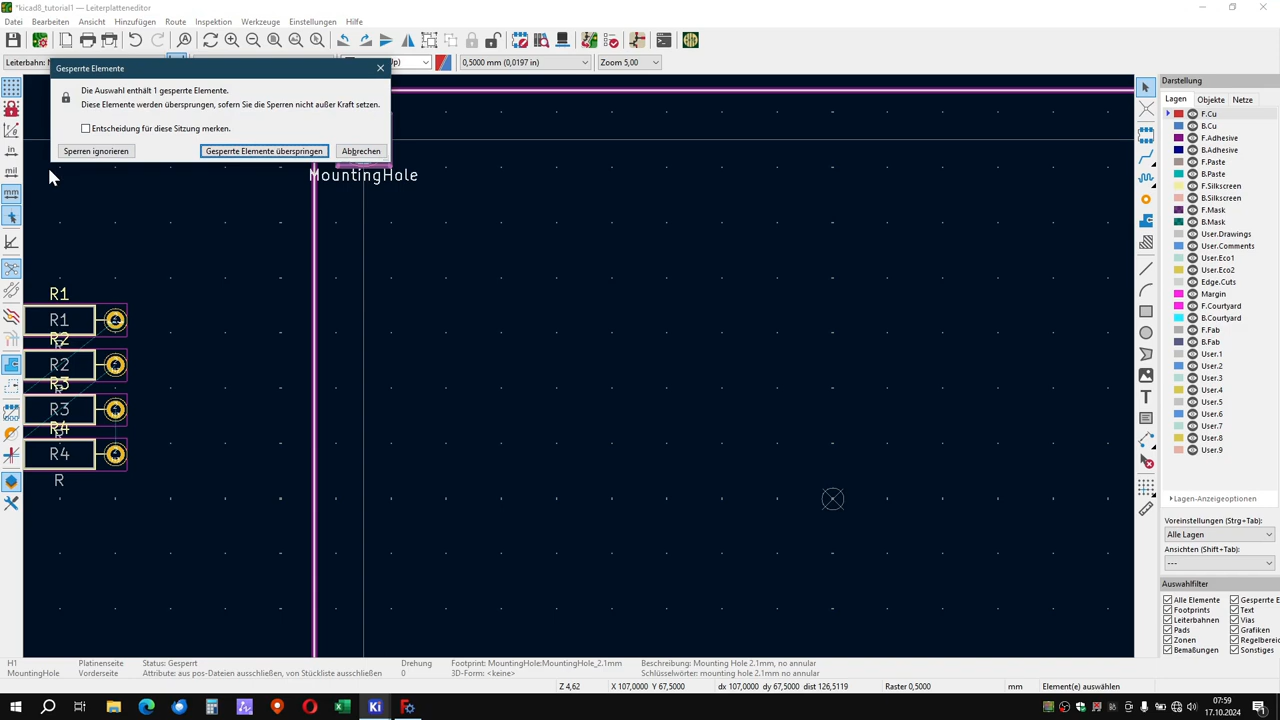 *kicad8_tutorial1 — Leiterplatteneditor
Datei Bearbeiten Ansicht Hinzufügen Route Inspektion Werkzeuge Einstellungen Hilfe
Leiterbahn:
0,5000 mm (0,0197 in)
Zoom 5,00
Gesperrte Elemente
Die Auswahl enthält 1 gesperrte Elemente.
Diese Elemente werden übersprungen, sofern Sie die Sperren nicht außer Kraft setzen.
Entscheidung für diese Sitzung merken.
Sperren ignorieren
Gesperrte Elemente überspringen
Abbrechen
in
mil
mm
MountingHole
R1
R1
R2
R2
R3
R3
R4
R4
R
Darstellung
Lagen Objekte Netze
F.Cu
B.Cu
F.Adhesive
B.Adhesive
F.Paste
B.Paste
F.Silkscreen
B.Silkscreen
F.Mask
B.Mask
User.Drawings
User.Comments
User.Eco1
User.Eco2
Edge.Cuts
Margin
F.Courtyard
B.Courtyard
F.Fab
B.Fab
User.1
User.2
User.3
User.4
User.5
User.6
User.7
User.8
User.9
Lagen-Anzeigeoptionen
Voreinstellungen (Strg+Tab):
Alle Lagen
Ansichten (Shift+Tab):
---
Auswahlfilter
Alle Elemente Gesperrte E
Footprints Text
Leiterbahnen Vias
Pads Grafiken
Zonen Regelbereic
Bemaßungen Sonstiges
H1 Platinenseite Status: Gesperrt Drehung Footprint: MountingHole:MountingHole_2.1mm Beschreibung: Mounting Hole 2.1mm, no annular
MountingHole Vorderseite Attribute: aus pos-Dateien ausschließen, von Stückliste ausschließen 0 3D-Form: <keine> Schlüsselwörter: mounting hole 2.1mm no annular
Z 4,62 X 107,0000 Y 67,5000 dx 107,0000 dy 67,5000 dist 126,5119 Raster 0,5000 mm Element(e) auswählen
07:59
17.10.2024